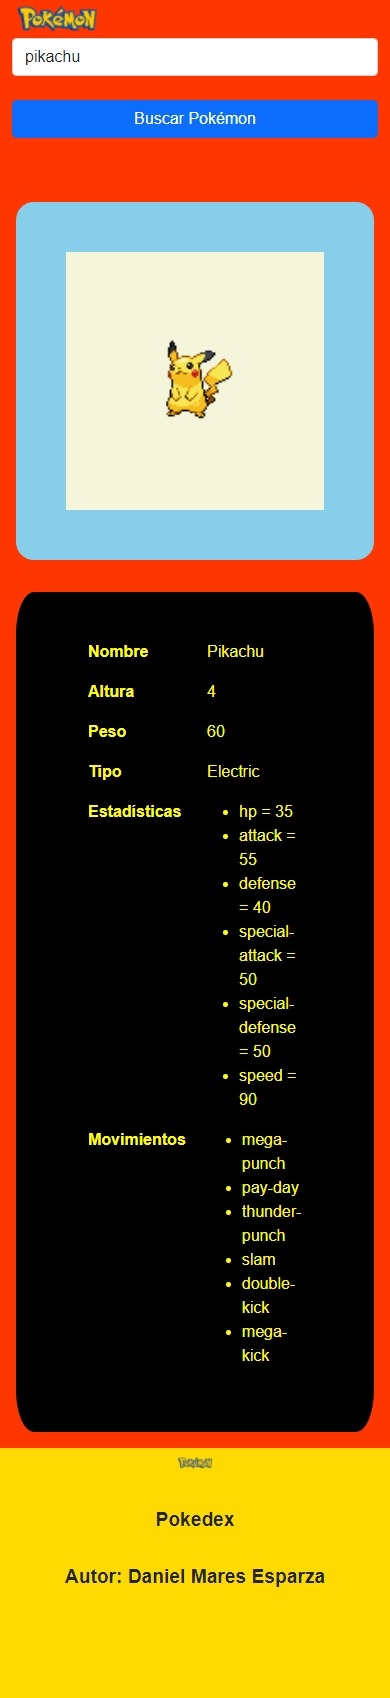 POKéMON
pikachu
Buscar Pokémon
Nombre Pikachu
Altura 4
Peso 60
Tipo Electric
Estadísticas • hp = 35
• attack =
55
• defense
= 40
• special-
attack =
50
• special-
defense
= 50
• speed =
90
Movimientos • mega-
punch
• pay-day
• thunder-
punch
• slam
• double-
kick
• mega-
kick
POKéMON
Pokedex
Autor: Daniel Mares Esparza